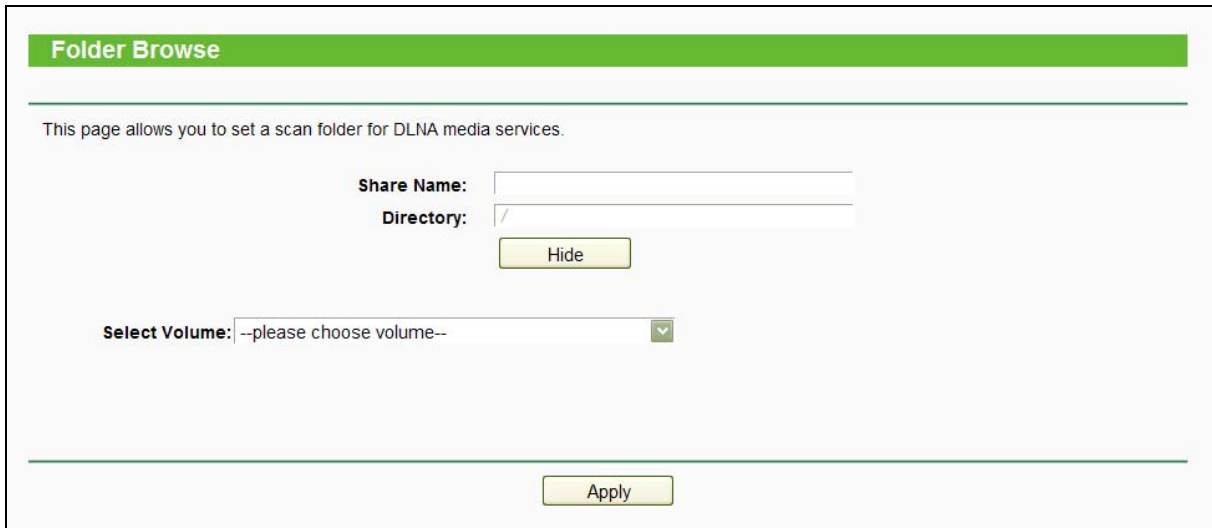 Folder Browse
This page allows you to set a scan folder for DLNA media services.
Share Name:
Directory: /
Hide
Select Volume: --please choose volume--
Apply